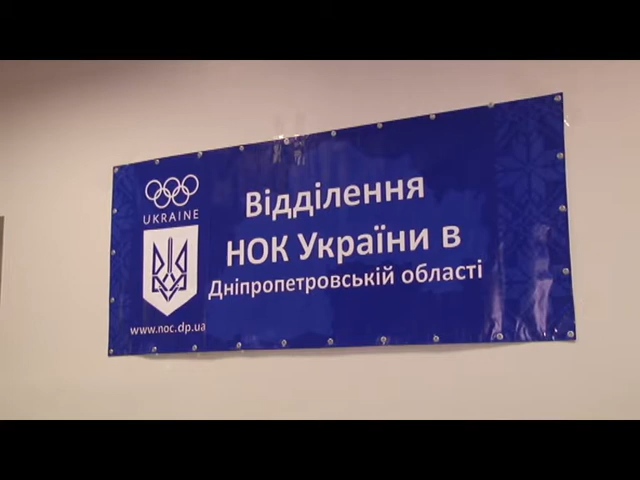 UKRAINE
www.noc.dp.ua
Відділення
НОК України в
Дніпропетровській області